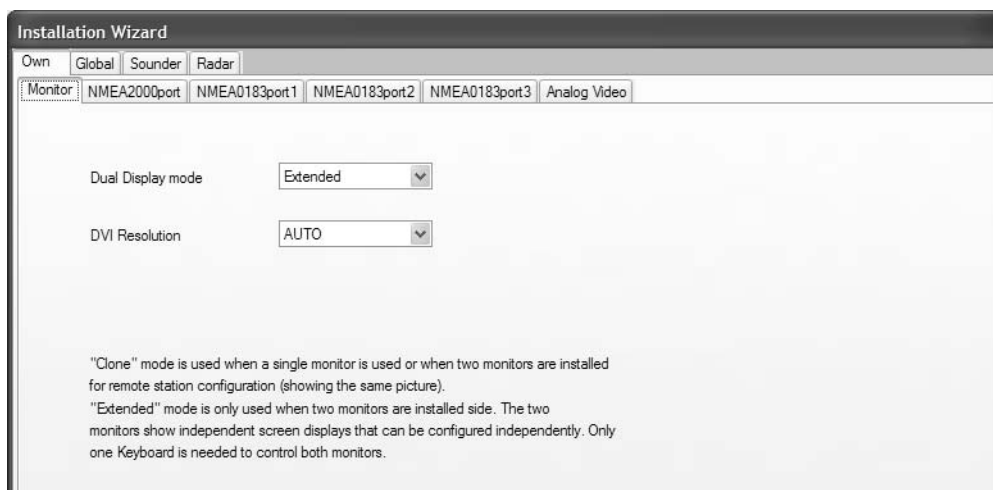 Installation Wizard
Own Global Sounder Radar
Monitor NMEA2000port NMEA0183port1 NMEA0183port2 NMEA0183port3 Analog Video
Dual Display mode Extended
DVI Resolution AUTO
"Clone" mode is used when a single monitor is used or when two monitors are installed
for remote station configuration (showing the same picture).
"Extended" mode is only used when two monitors are installed side. The two
monitors show independent screen displays that can be configured independently. Only
one Keyboard is needed to control both monitors.